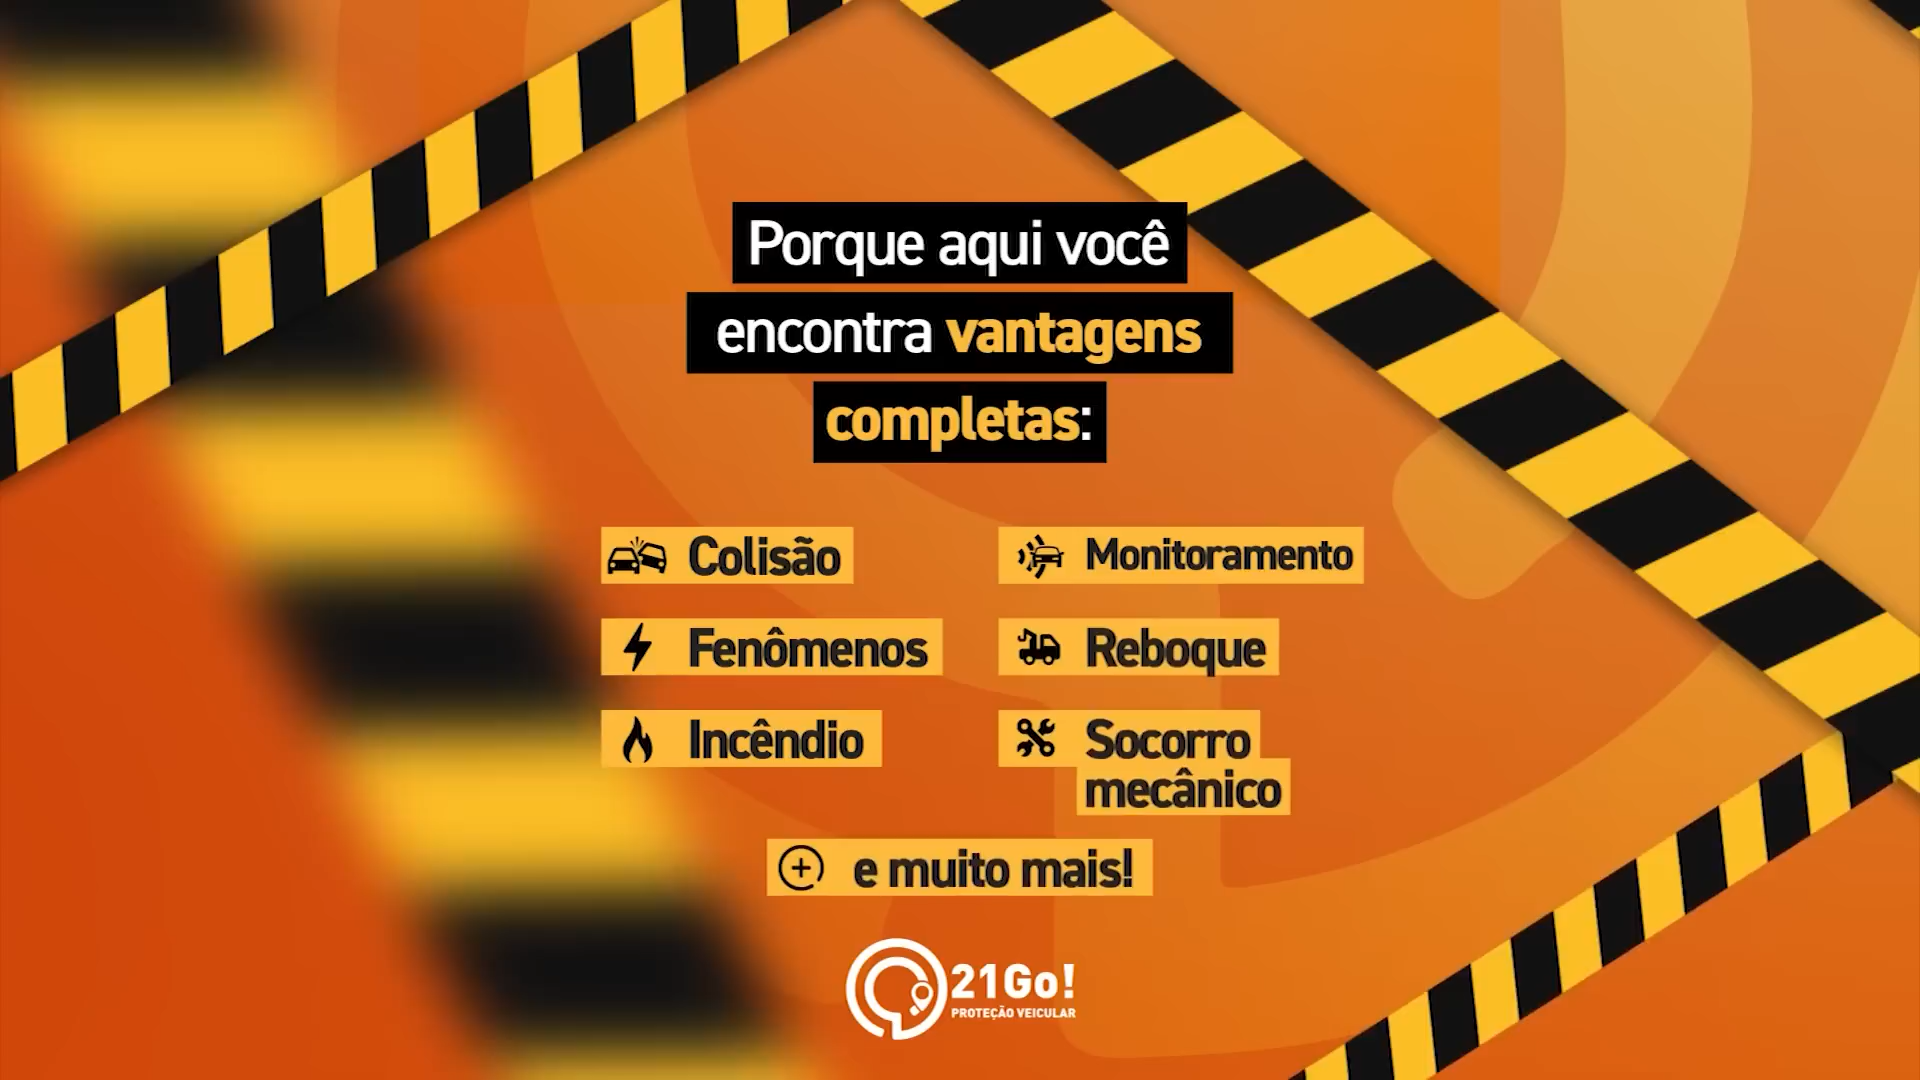 Porque aqui você
encontra vantagens
completas:
Colisão
Monitoramento
Fenômenos
Reboque
Incêndio
Socorro
mecânico
e muito mais!
21Go!
PROTEÇÃO VEICULAR